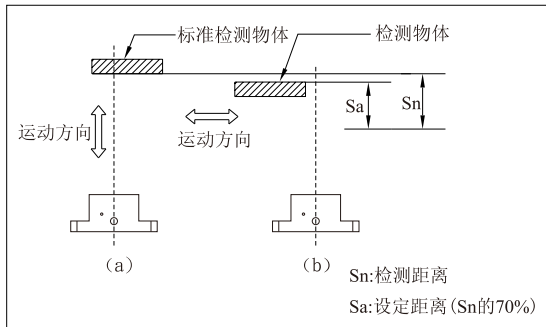 标准检测物体
检测物体
Sa
Sn
运动方向
运动方向
(a)
(b)
Sn:检测距离
Sa:设定距离(Sn的70%)